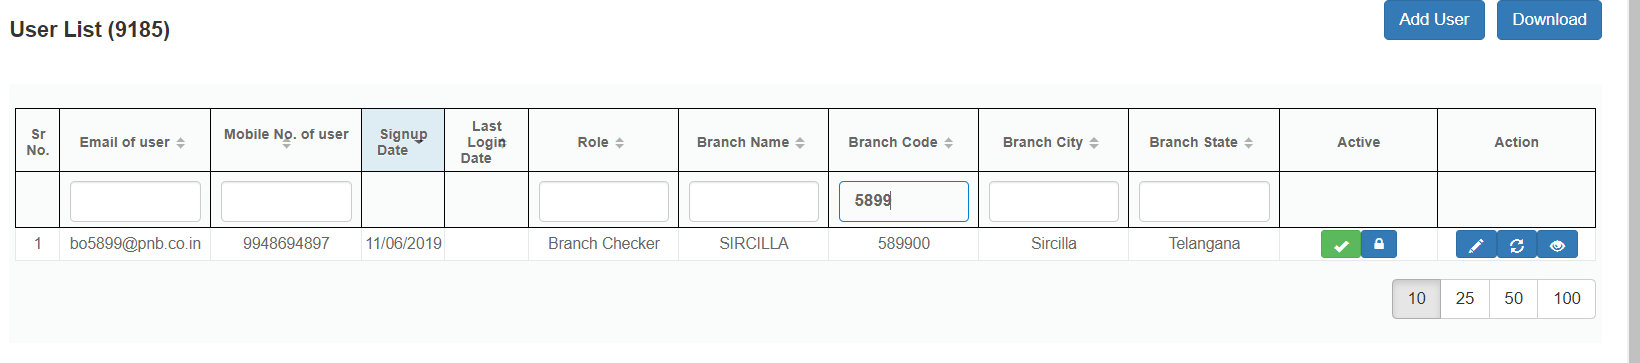 User List (9185)
Add User
Download
Sr No.
Email of user
Mobile No. of user
Signup Date
Last Login Date
Role
Branch Name
Branch Code
Branch City
Branch State
Active
Action
5899
1 bo5899@pnb.co.in 9948694897 11/06/2019 Branch Checker SIRCILLA 589900 Sircilla Telangana
10 25 50 100